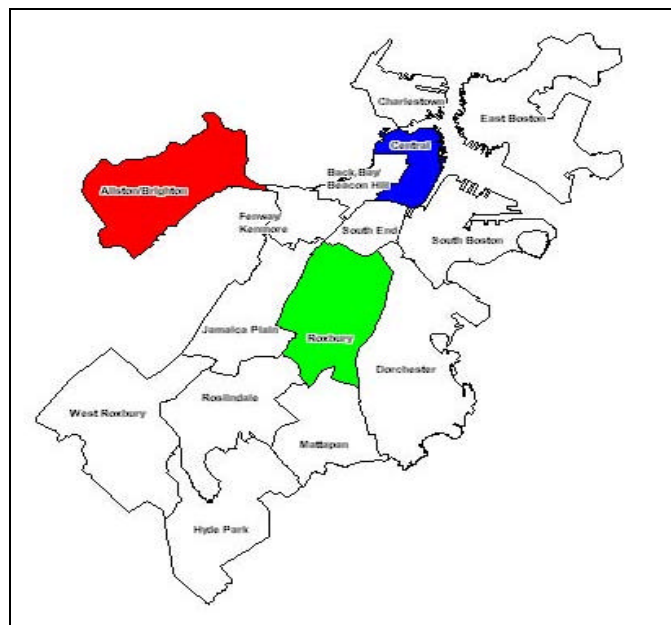 Charlestown
East Boston
Central
Back Bay/
Beacon Hill
Allston/Brighton
Fenway/
Kenmore
South End
South Boston
Jamaica Plain
Roxbury
Dorchester
Roslindale
West Roxbury
Mattapan
Hyde Park